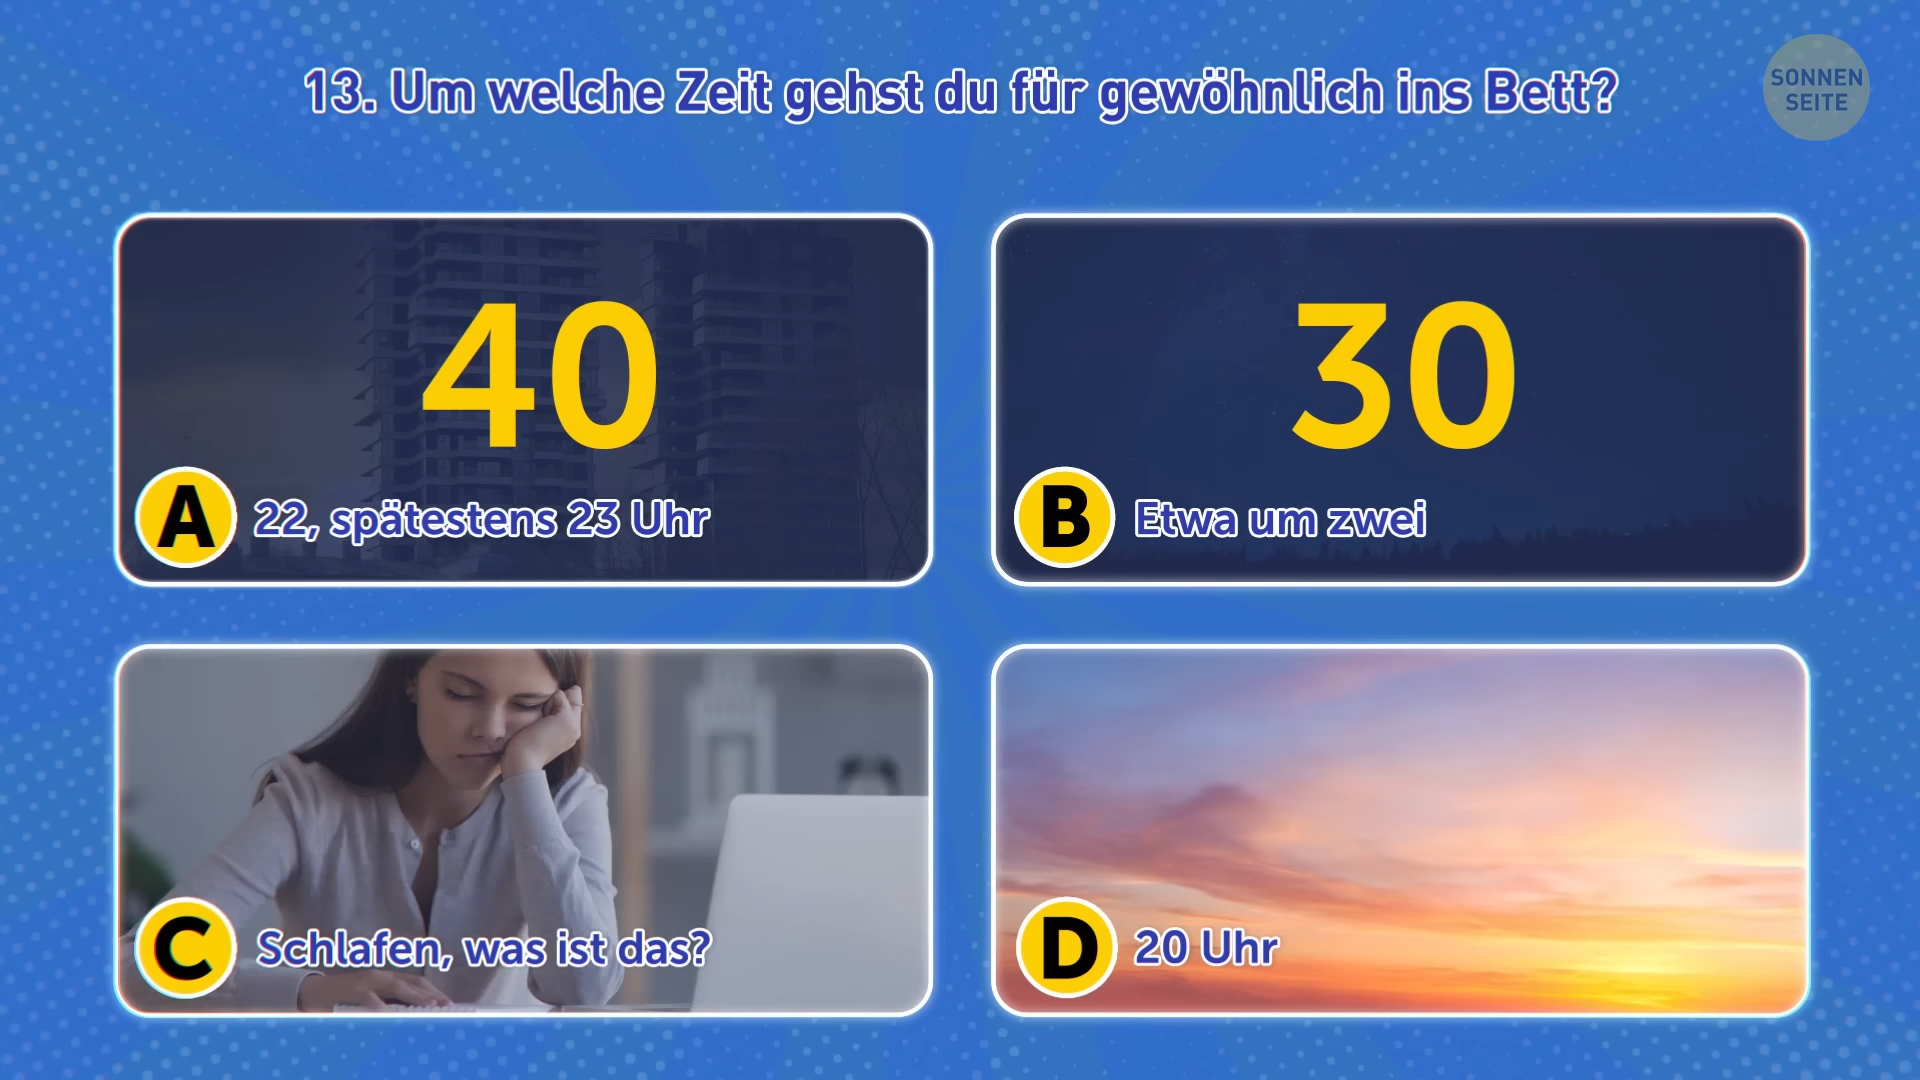 13. Um welche Zeit gehst du für gewöhnlich ins Bett?
SONNEN
SEITE
40
A 22, spätestens 23 Uhr
30
B Etwa um zwei
C Schlafen, was ist das?
D 20 Uhr